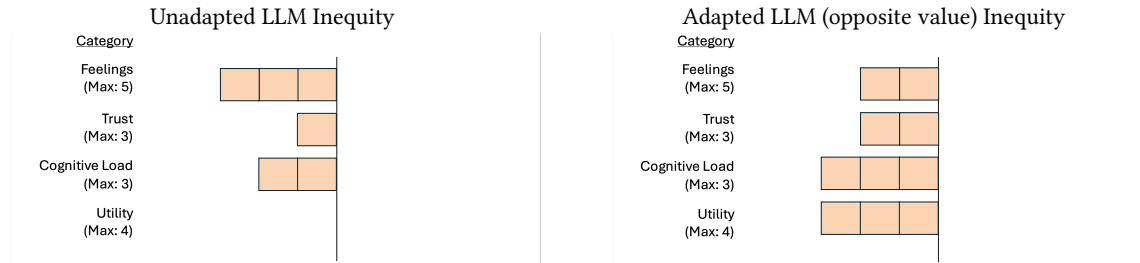 Unadapted LLM Inequity
Category
Feelings
(Max: 5)
Trust
(Max: 3)
Cognitive Load
(Max: 3)
Utility
(Max: 4)
Adapted LLM (opposite value) Inequity
Category
Feelings
(Max: 5)
Trust
(Max: 3)
Cognitive Load
(Max: 3)
Utility
(Max: 4)